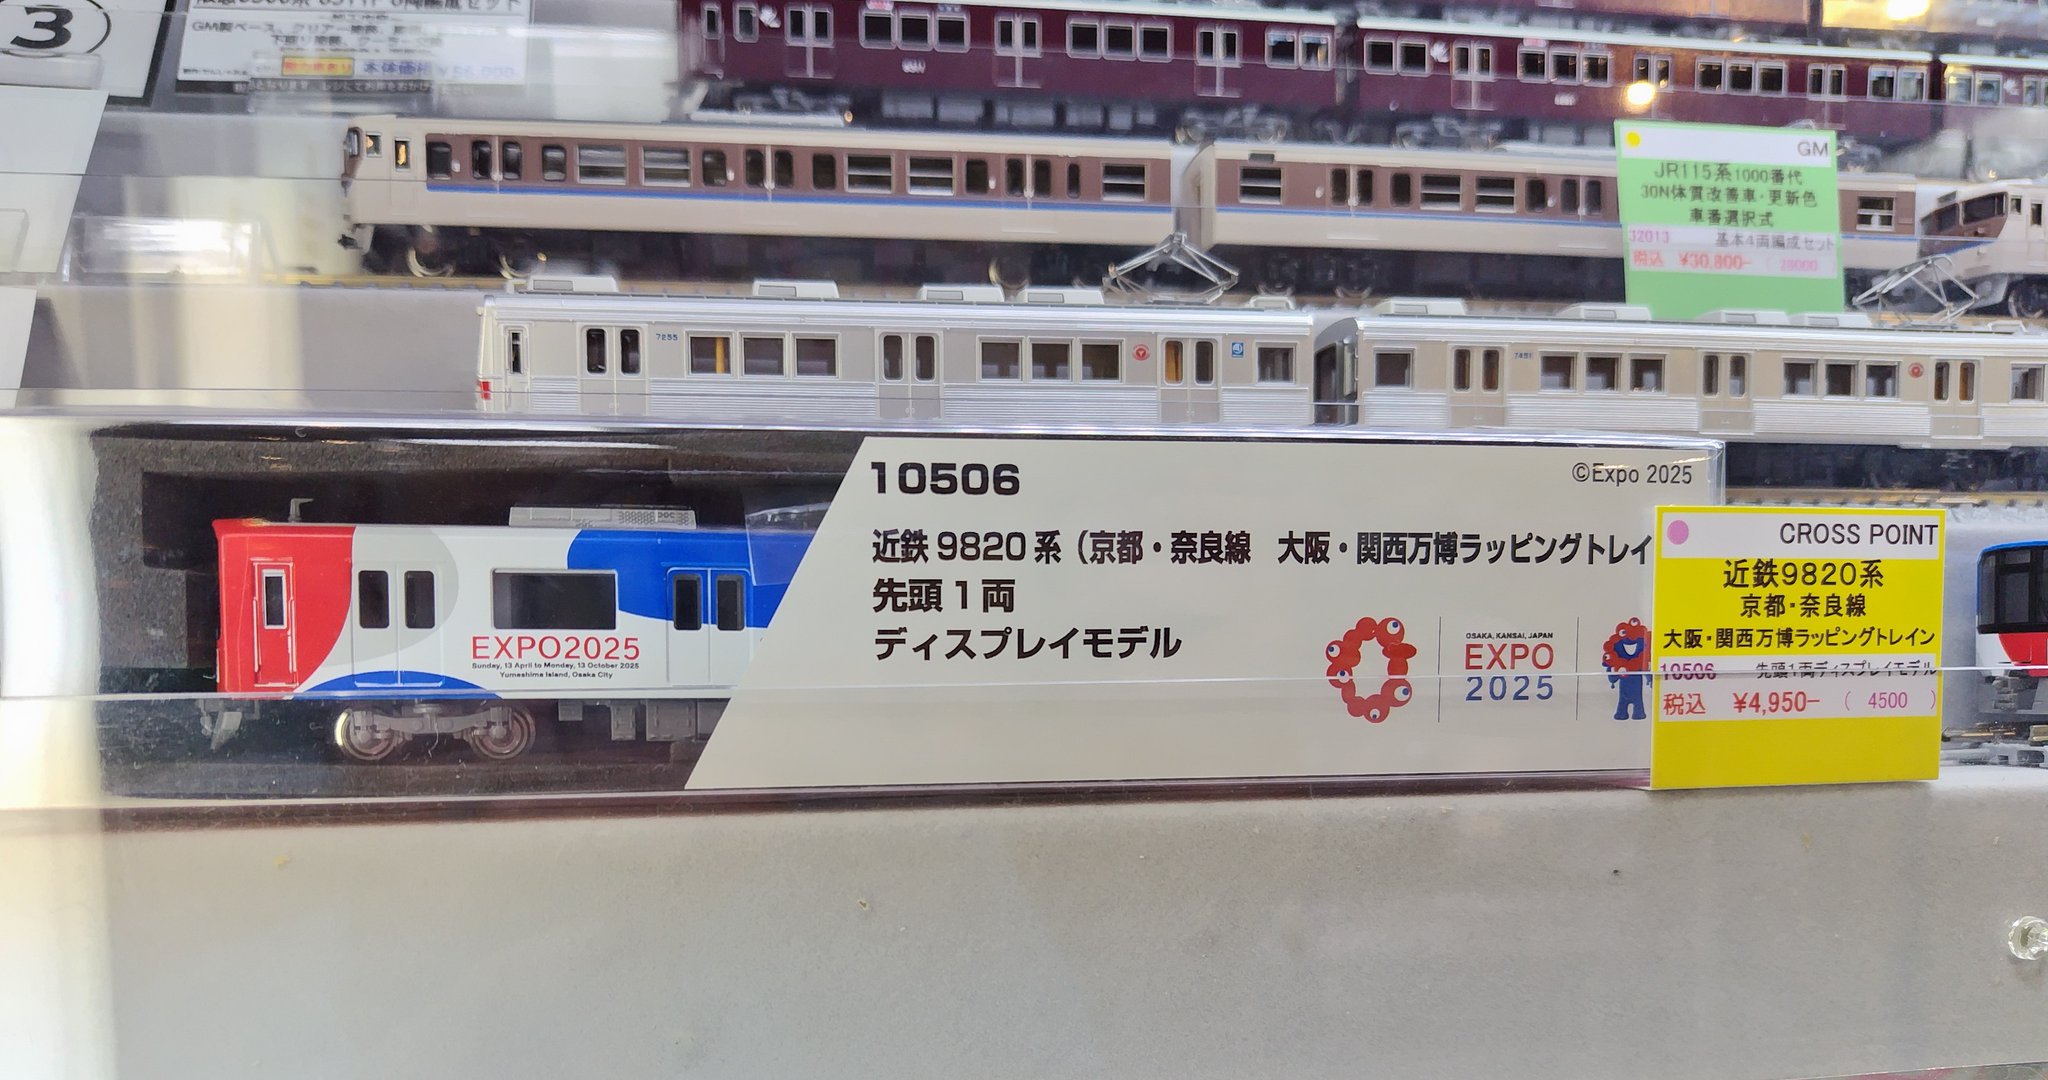 3
GM
JR115系1000番代
30N体質改善車・更新色
車番選択式
32013 基本4両編成セット
税込 ¥30,800- ( 28000 )
7255
7451
10506
©Expo 2025
近鉄9820系（京都・奈良線 大阪・関西万博ラッピングトレイ
先頭1両
ディスプレイモデル
OSAKA, KANSAI, JAPAN
EXPO
2025
EXPO2025
Sunday, 13 April to Monday, 13 October 2025
Yumeshima Island, Osaka City
CROSS POINT
近鉄9820系
京都・奈良線
大阪・関西万博ラッピングトレイン
10506 先頭1両ディスプレイモデル
税込 ¥4,950- ( 4500 )